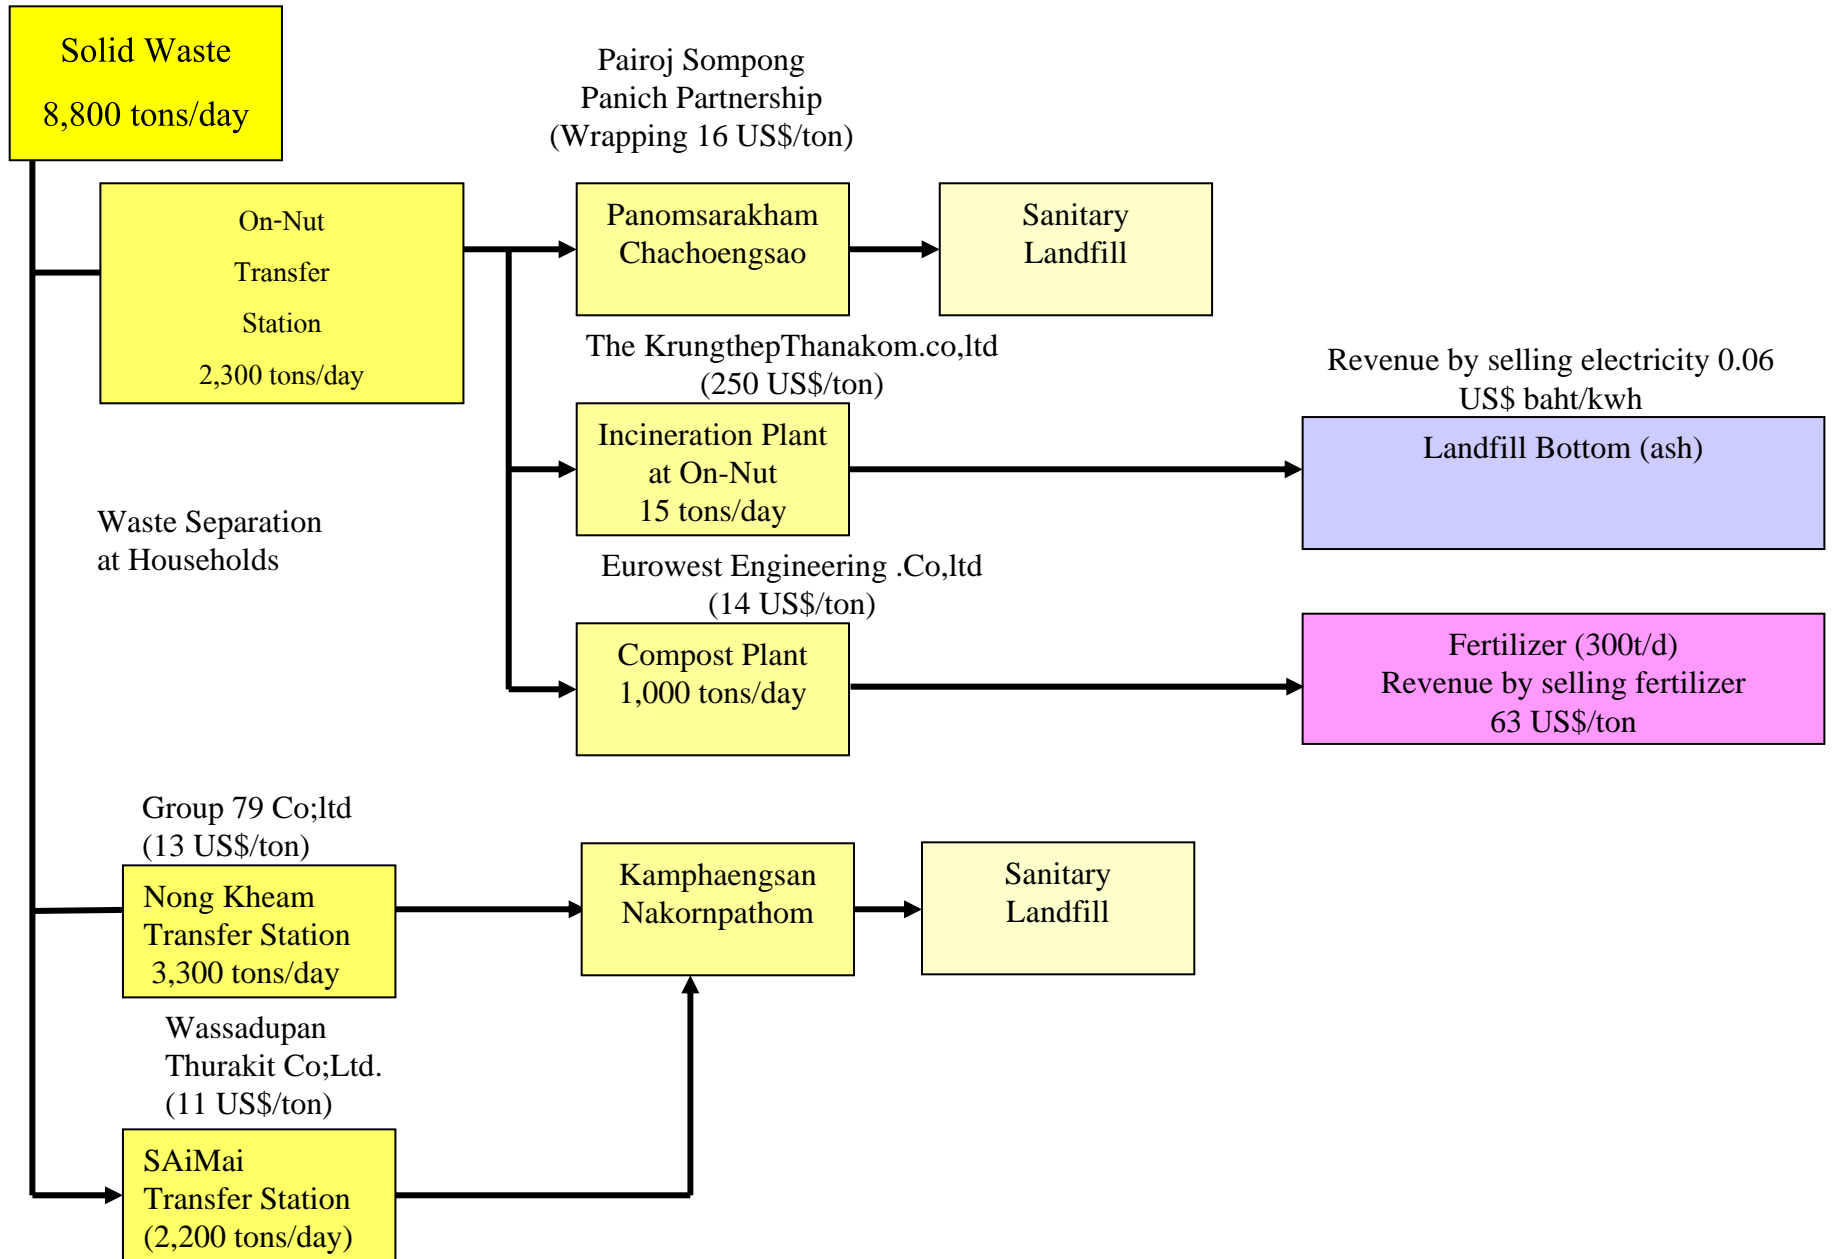 Solid Waste
8,800 tons/day
Pairoj Sompong
Panich Partnership
(Wrapping 16 US$/ton)
On-Nut
Transfer
Station
2,300 tons/day
Panomsarakham
Chachoengsao
Sanitary
Landfill
The KrungthepThanakom.co,ltd
(250 US$/ton)
Revenue by selling electricity 0.06
US$ baht/kwh
Incineration Plant
at On-Nut
15 tons/day
Landfill Bottom (ash)
Waste Separation
at Households
Eurowest Engineering .Co,ltd
(14 US$/ton)
Compost Plant
1,000 tons/day
Fertilizer (300t/d)
Revenue by selling fertilizer
63 US$/ton
Group 79 Co;ltd
(13 US$/ton)
Nong Kheam
Transfer Station
3,300 tons/day
Kamphaengsan
Nakornpathom
Sanitary
Landfill
Wassadupan
Thurakit Co;Ltd.
(11 US$/ton)
SAiMai
Transfer Station
(2,200 tons/day)